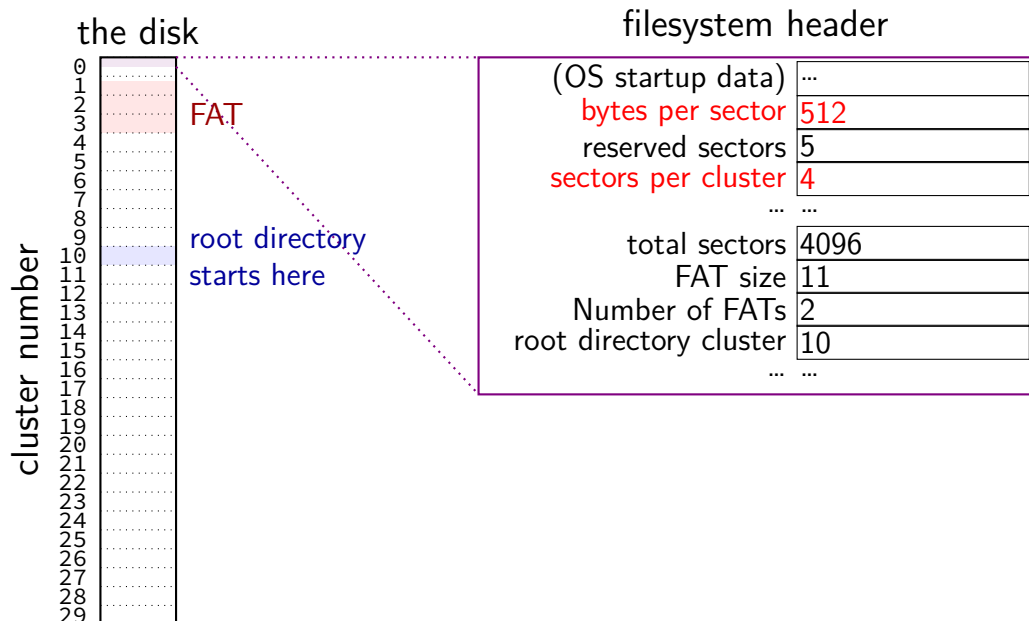 the disk
filesystem header
0
1
2
3
4
5
6
7
8
9
10
11
12
13
14
15
16
17
18
19
20
21
22
23
24
25
26
27
28
29
cluster number
FAT
root directory
starts here
(OS startup data) ...
bytes per sector 512
reserved sectors 5
sectors per cluster 4
... ...
total sectors 4096
FAT size 11
Number of FATs 2
root directory cluster 10
... ...